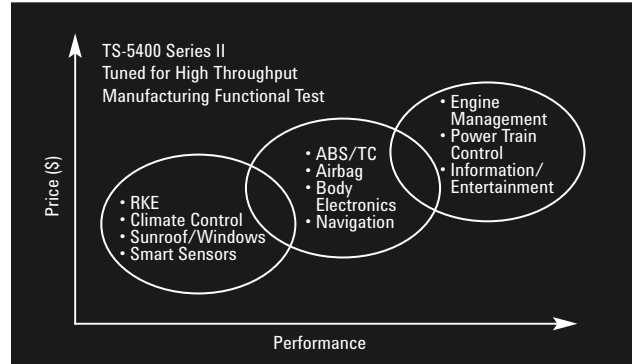 TS-5400 Series II
Tuned for High Throughput
Manufacturing Functional Test
Price ($)
• RKE
• Climate Control
• Sunroof/Windows
• Smart Sensors
• ABS/TC
• Airbag
• Body
Electronics
• Navigation
• Engine
Management
• Power Train
Control
• Information/
Entertainment
Performance